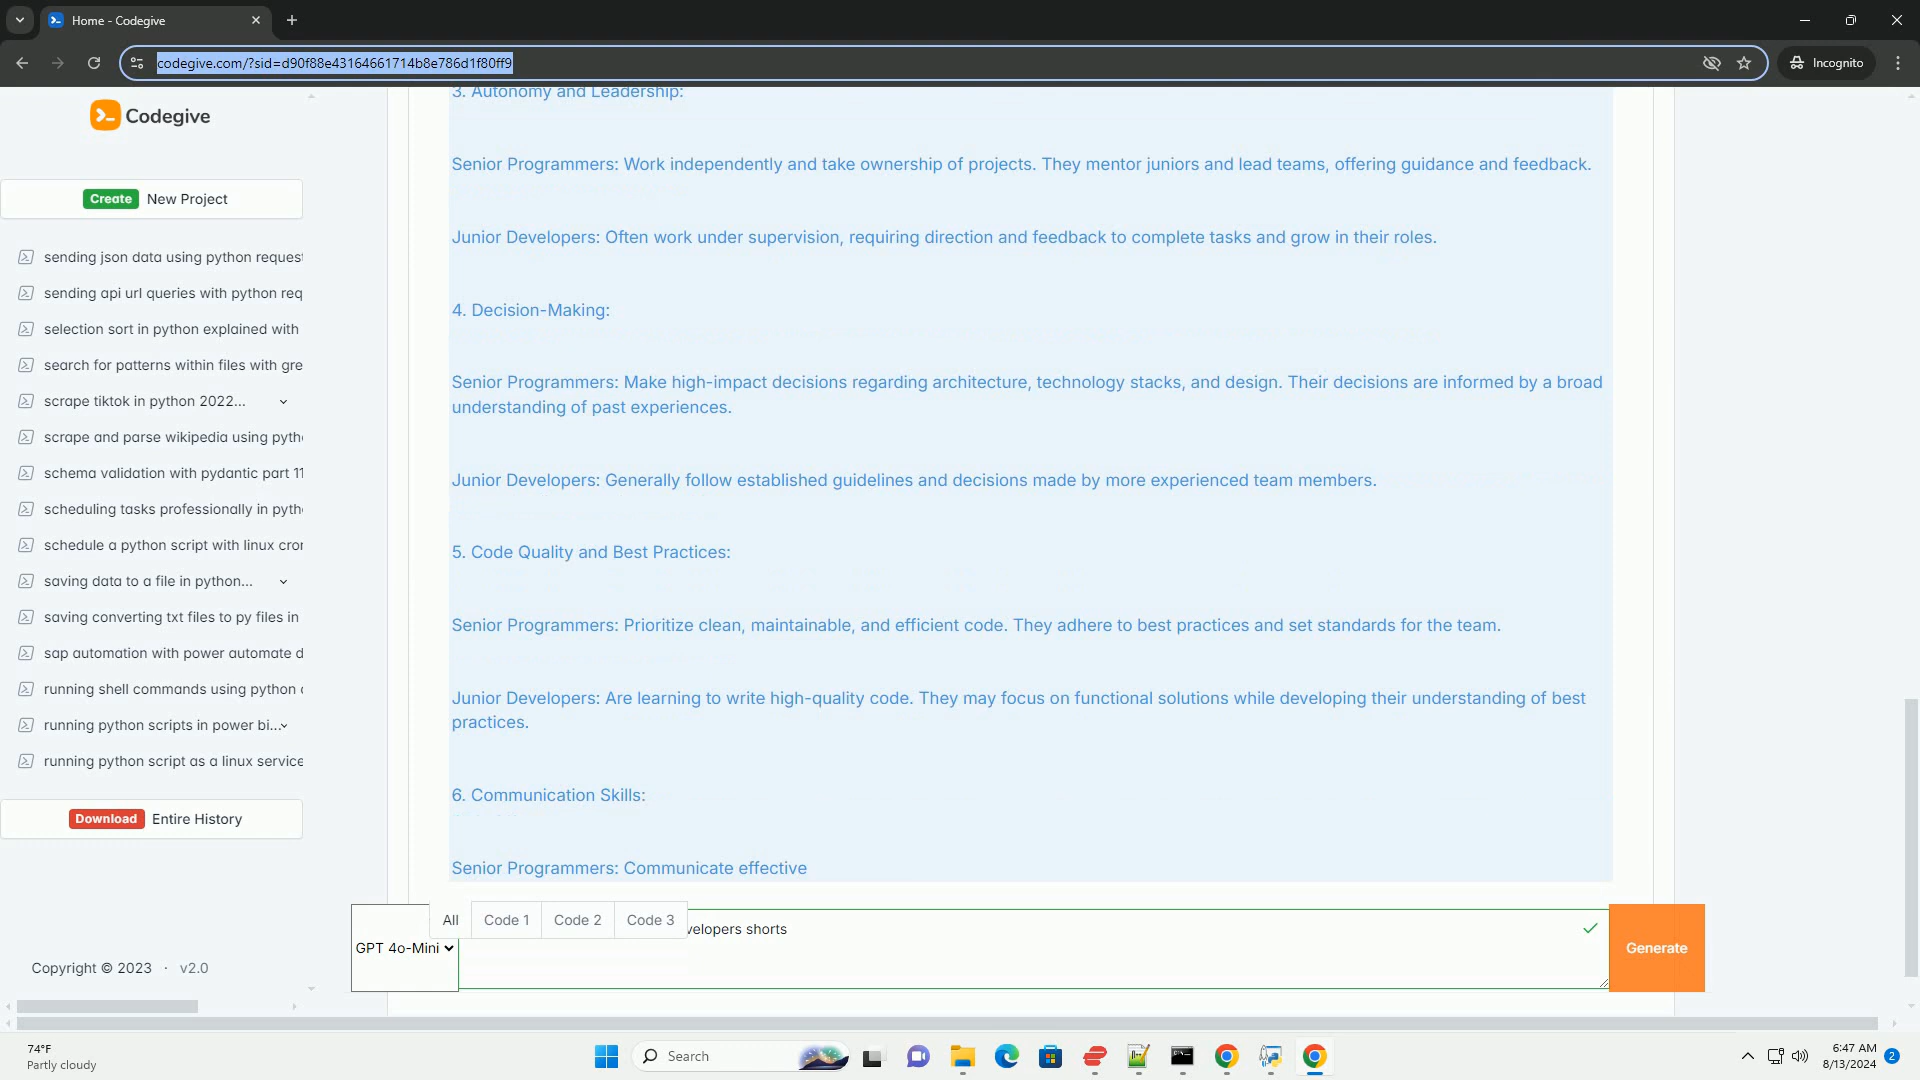 Home - Codegive
codegive.com/?sid=d90f88e43164661714b8e786d1f80ff9
Incognito
Codegive
Create New Project
sending json data using python request
sending api url queries with python req
selection sort in python explained with
search for patterns within files with gre
scrape tiktok in python 2022...
scrape and parse wikipedia using pyth
schema validation with pydantic part 11
scheduling tasks professionally in pyth
schedule a python script with linux cror
saving data to a file in python...
saving converting txt files to py files in
sap automation with power automate d
running shell commands using python
running python scripts in power bi...
running python script as a linux service
Download Entire History
Copyright © 2023 · v2.0
3. Autonomy and Leadership:
Senior Programmers: Work independently and take ownership of projects. They mentor juniors and lead teams, offering guidance and feedback.
Junior Developers: Often work under supervision, requiring direction and feedback to complete tasks and grow in their roles.
4. Decision-Making:
Senior Programmers: Make high-impact decisions regarding architecture, technology stacks, and design. Their decisions are informed by a broad
understanding of past experiences.
Junior Developers: Generally follow established guidelines and decisions made by more experienced team members.
5. Code Quality and Best Practices:
Senior Programmers: Prioritize clean, maintainable, and efficient code. They adhere to best practices and set standards for the team.
Junior Developers: Are learning to write high-quality code. They may focus on functional solutions while developing their understanding of best
practices.
6. Communication Skills:
Senior Programmers: Communicate effective
All Code 1 Code 2 Code 3
velopers shorts
GPT 4o-Mini
Generate
74°F
Partly cloudy
Search
6:47 AM
8/13/2024
2